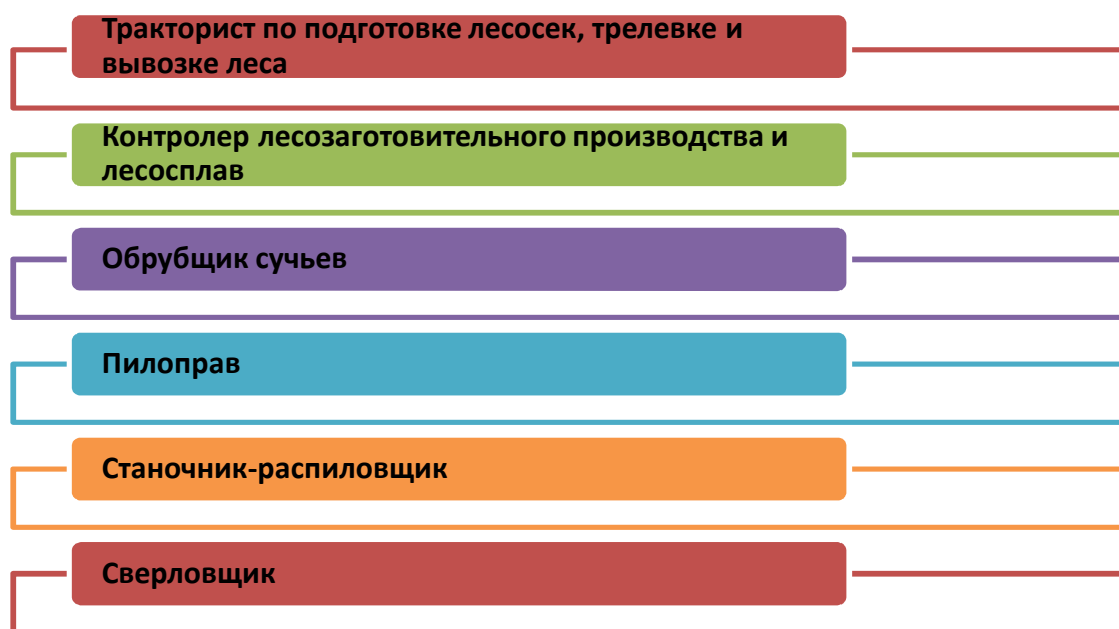 Тракторист по подготовке лесосек, трелевке и
вывозке леса
Контролер лесозаготовительного производства и
лесосплав
Обрубщик сучьев
Пилоправ
Станочник-распиловщик
Сверловщик